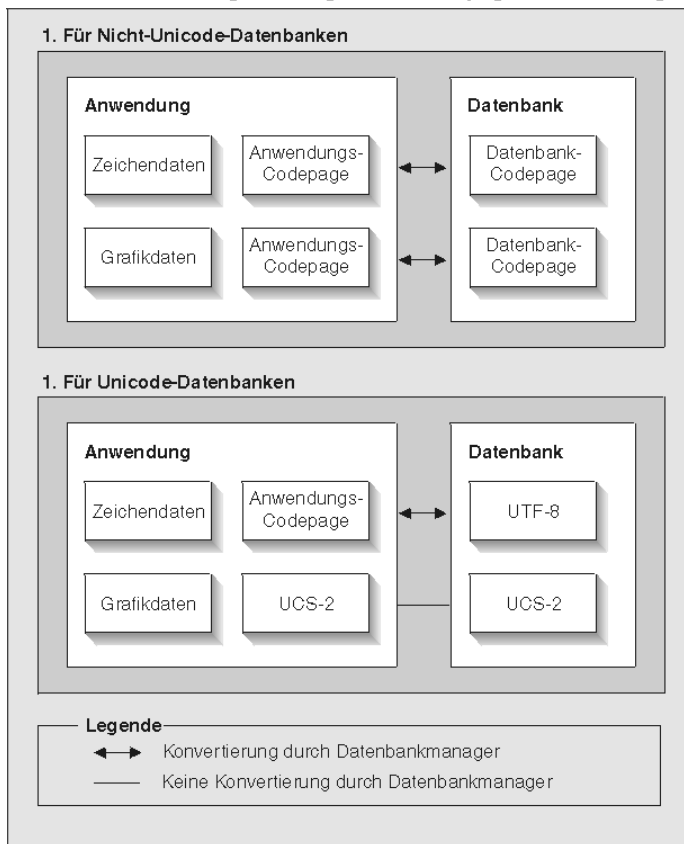 1. Für Nicht-Unicode-Datenbanken
Anwendung
Datenbank
Zeichendaten
Anwendungs-
Codepage
Datenbank-
Codepage
Grafikdaten
Anwendungs-
Codepage
Datenbank-
Codepage
1. Für Unicode-Datenbanken
Anwendung
Datenbank
Zeichendaten
Anwendungs-
Codepage
UTF-8
Grafikdaten
UCS-2
UCS-2
Legende
Konvertierung durch Datenbankmanager
Keine Konvertierung durch Datenbankmanager